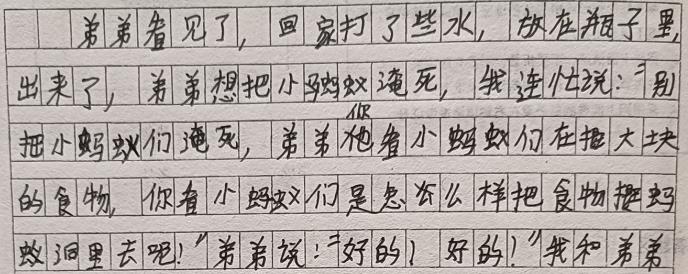 弟弟看见了，回家打了些水，放在瓶子里，
出来了，弟弟想把小蚂蚁淹死，我连忙说：“别
把小蚂蚁们淹死，弟弟你看小蚂蚁们在搬大块
的食物，你看小蚂蚁们是怎么样把食物搬蚂
蚁洞里去吧！”弟弟说：“好的！好的！”我和弟弟